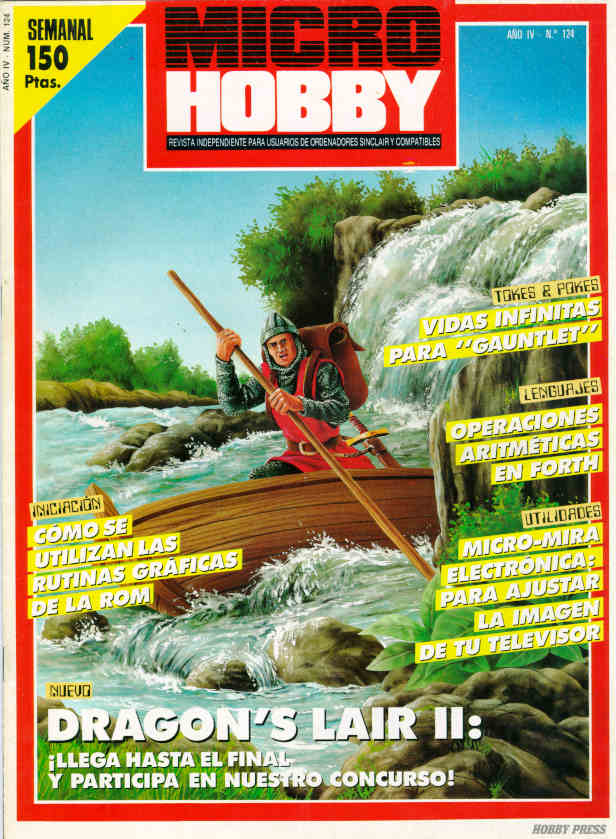 AÑO IV - NUM. 124
SEMANAL
150
Ptas.
MICRO
HOBBY
AÑO IV - N.º 124
REVISTA INDEPENDIENTE PARA USUARIOS DE ORDENADORES SINCLAIR Y COMPATIBLES
TOKES & POKES
VIDAS INFINITAS
PARA "GAUNTLET"
LENGUAJES
OPERACIONES
ARITMÉTICAS
EN FORTH
INICIACIÓN
CÓMO SE
UTILIZAN LAS
RUTINAS GRÁFICAS
DE LA ROM
UTILIDADES
MICRO-MIRA
ELECTRÓNICA:
PARA AJUSTAR
LA IMAGEN
DE TU TELEVISOR
NUEVO
DRAGON'S LAIR II:
¡LLEGA HASTA EL FINAL
Y PARTICIPA EN NUESTRO CONCURSO!
HOBBY PRESS